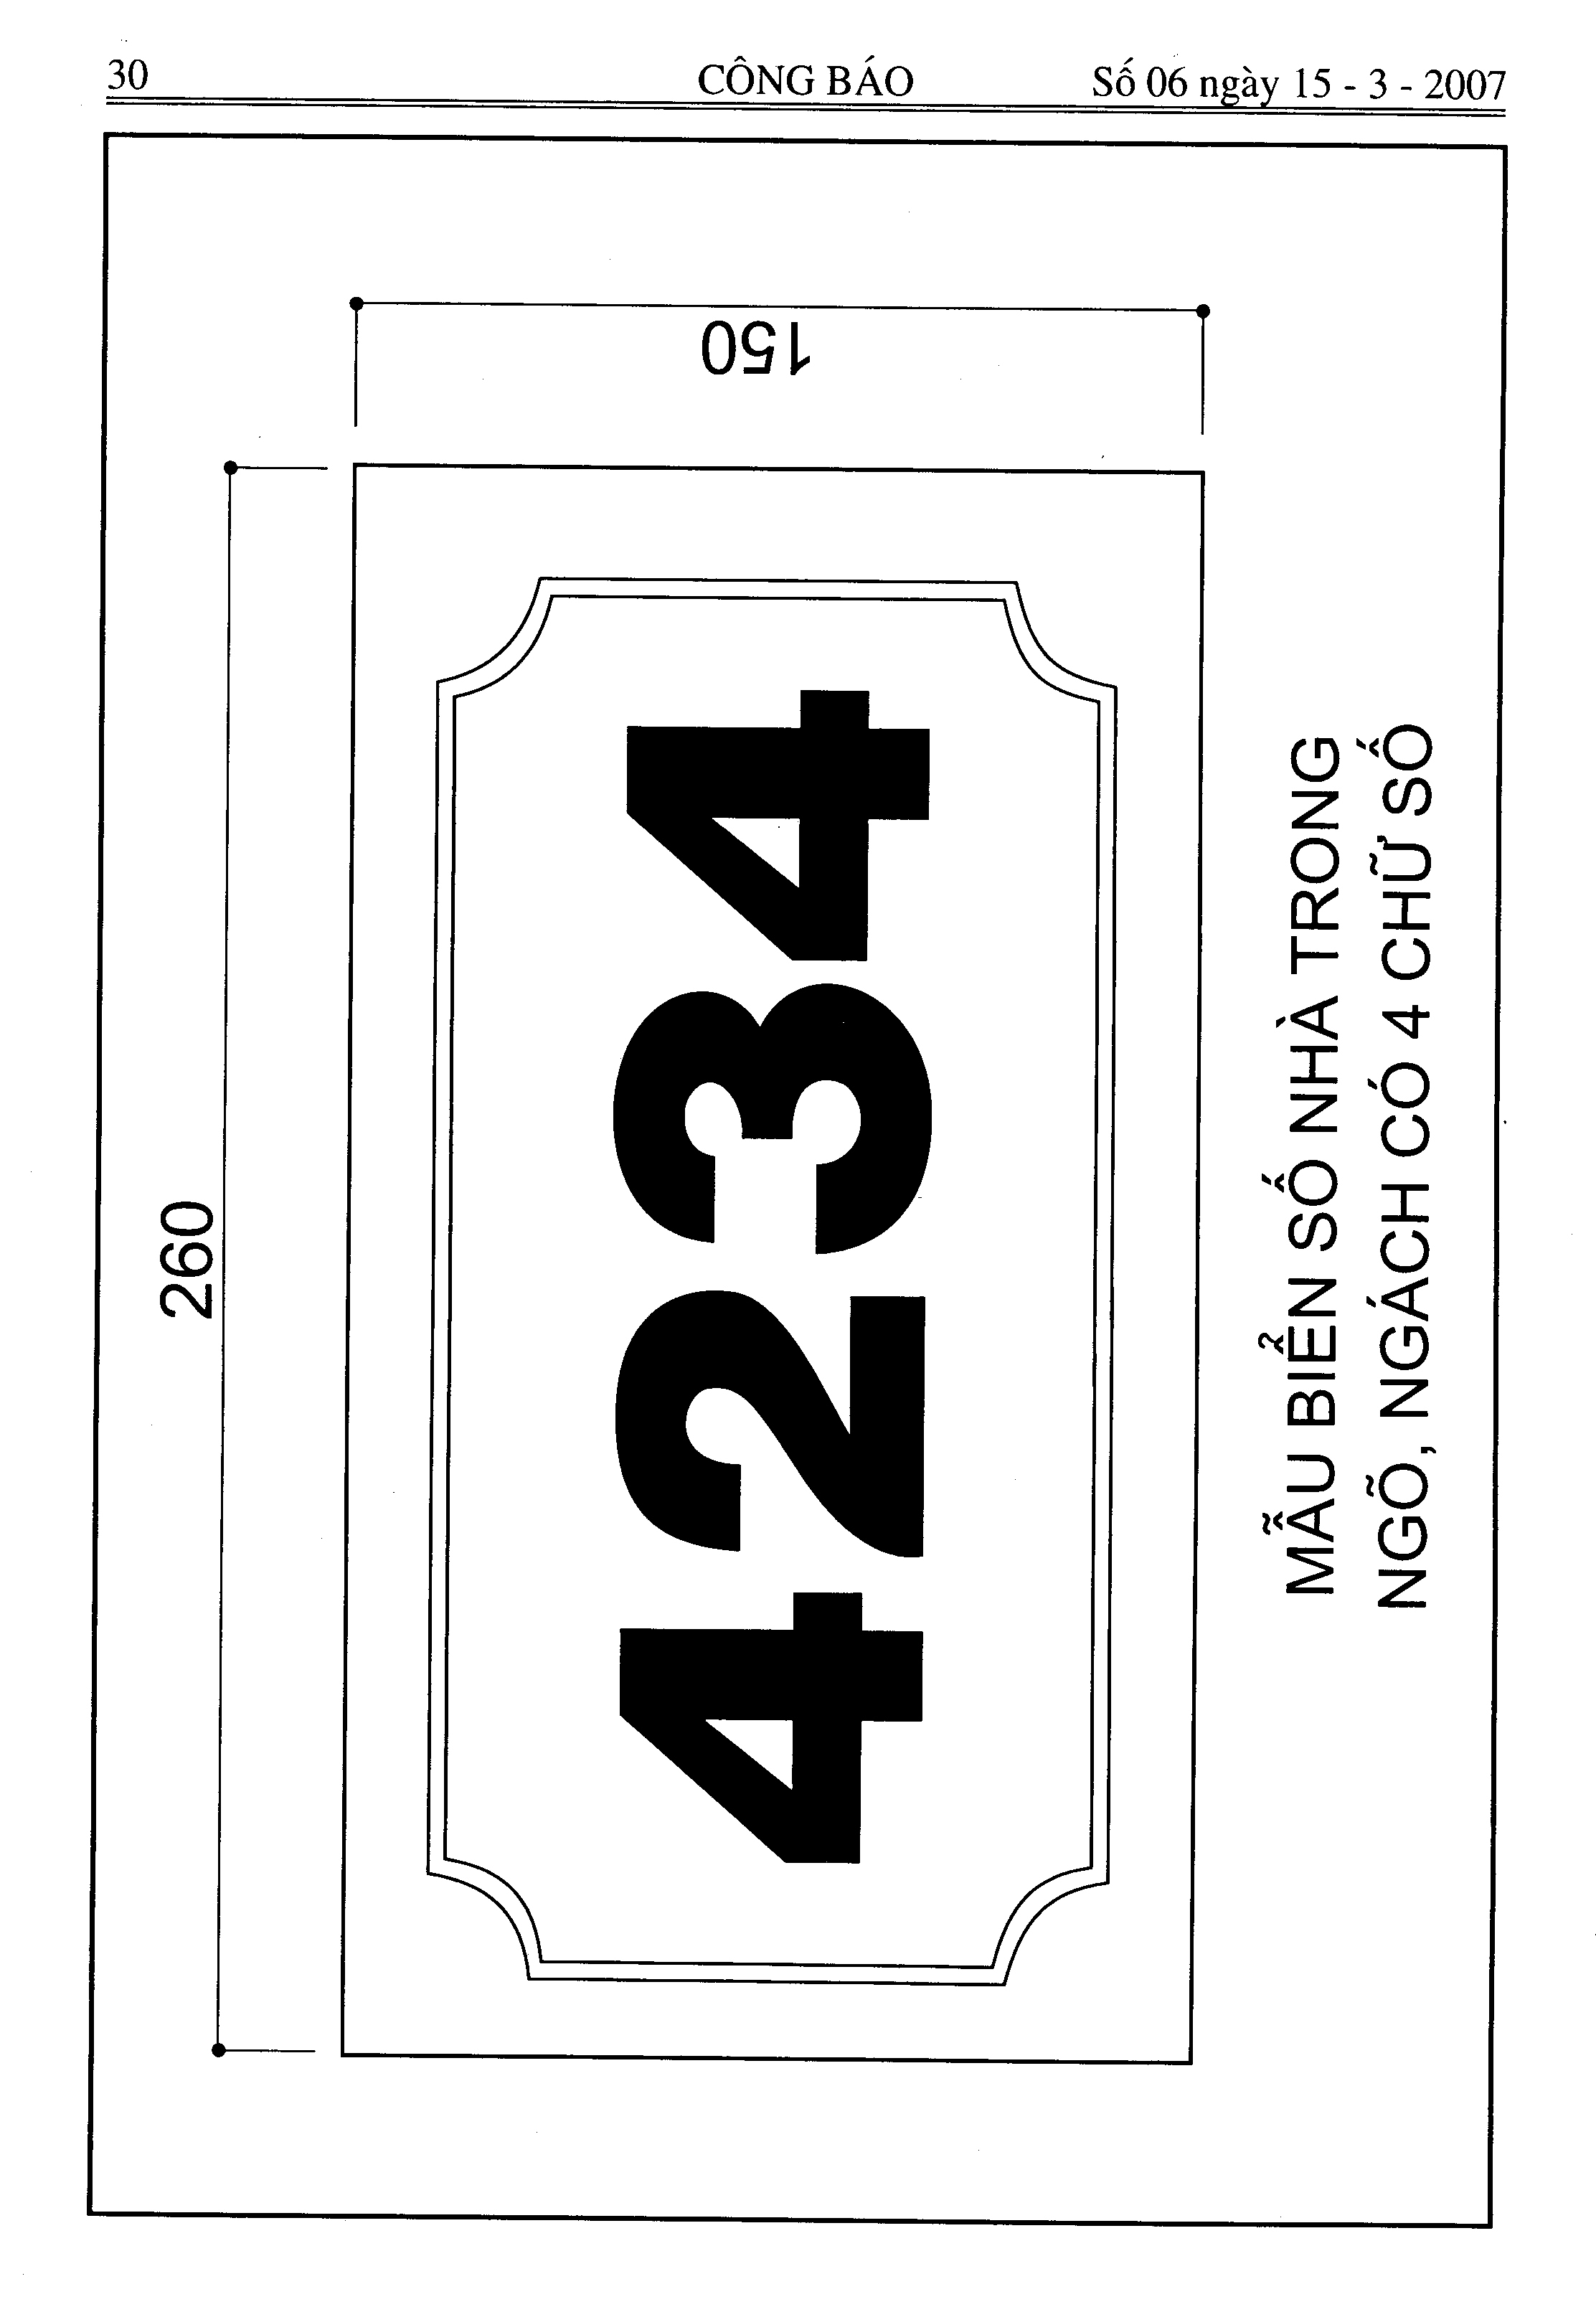 30 CÔNG BÁO Số 06 ngày 15 - 3 - 2007
150
260
4234
MẪU BIỂN SỐ NHÀ TRONG
NGÕ, NGÁCH CÓ 4 CHỮ SỐ